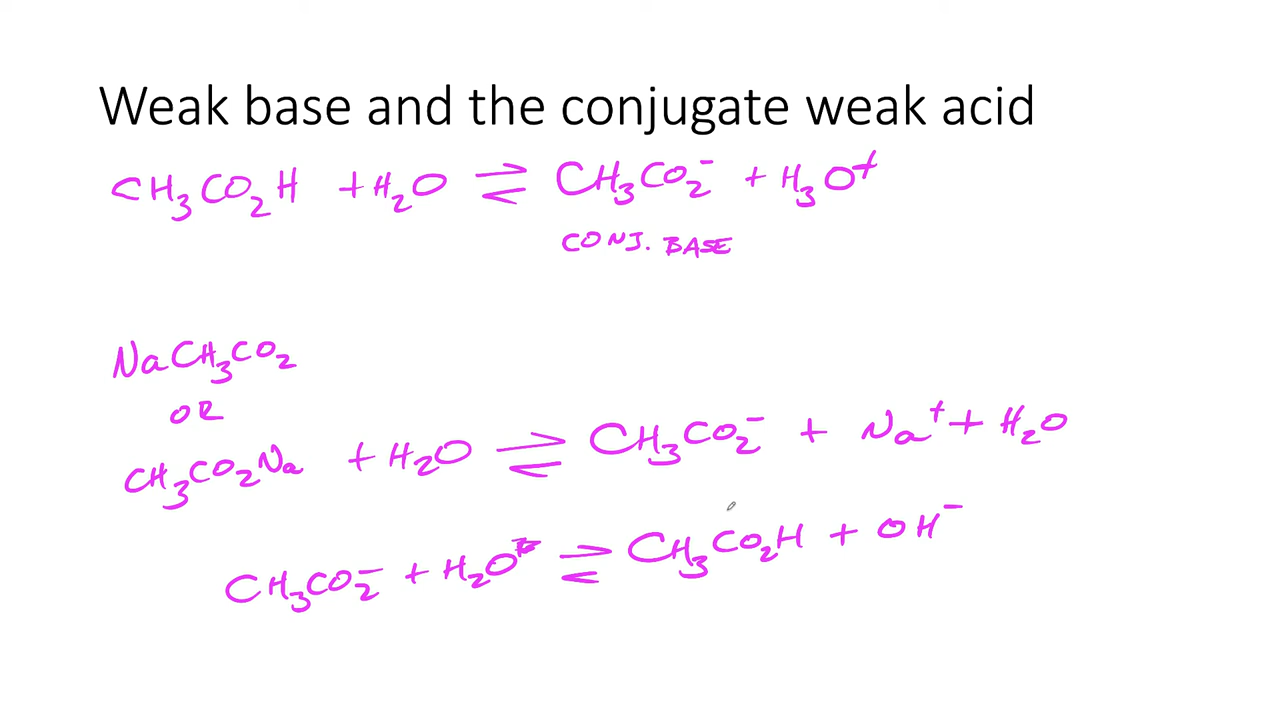 Weak base and the conjugate weak acid
CH₃CO₂H + H₂O ⇌ CH₃CO₂⁻ + H₃O⁺
CONJ. BASE
NaCH₃CO₂
OR
CH₃CO₂Na + H₂O ⇌ CH₃CO₂⁻ + Na⁺ + H₂O
CH₃CO₂⁻ + H₂O ⇌ CH₃CO₂H + OH⁻